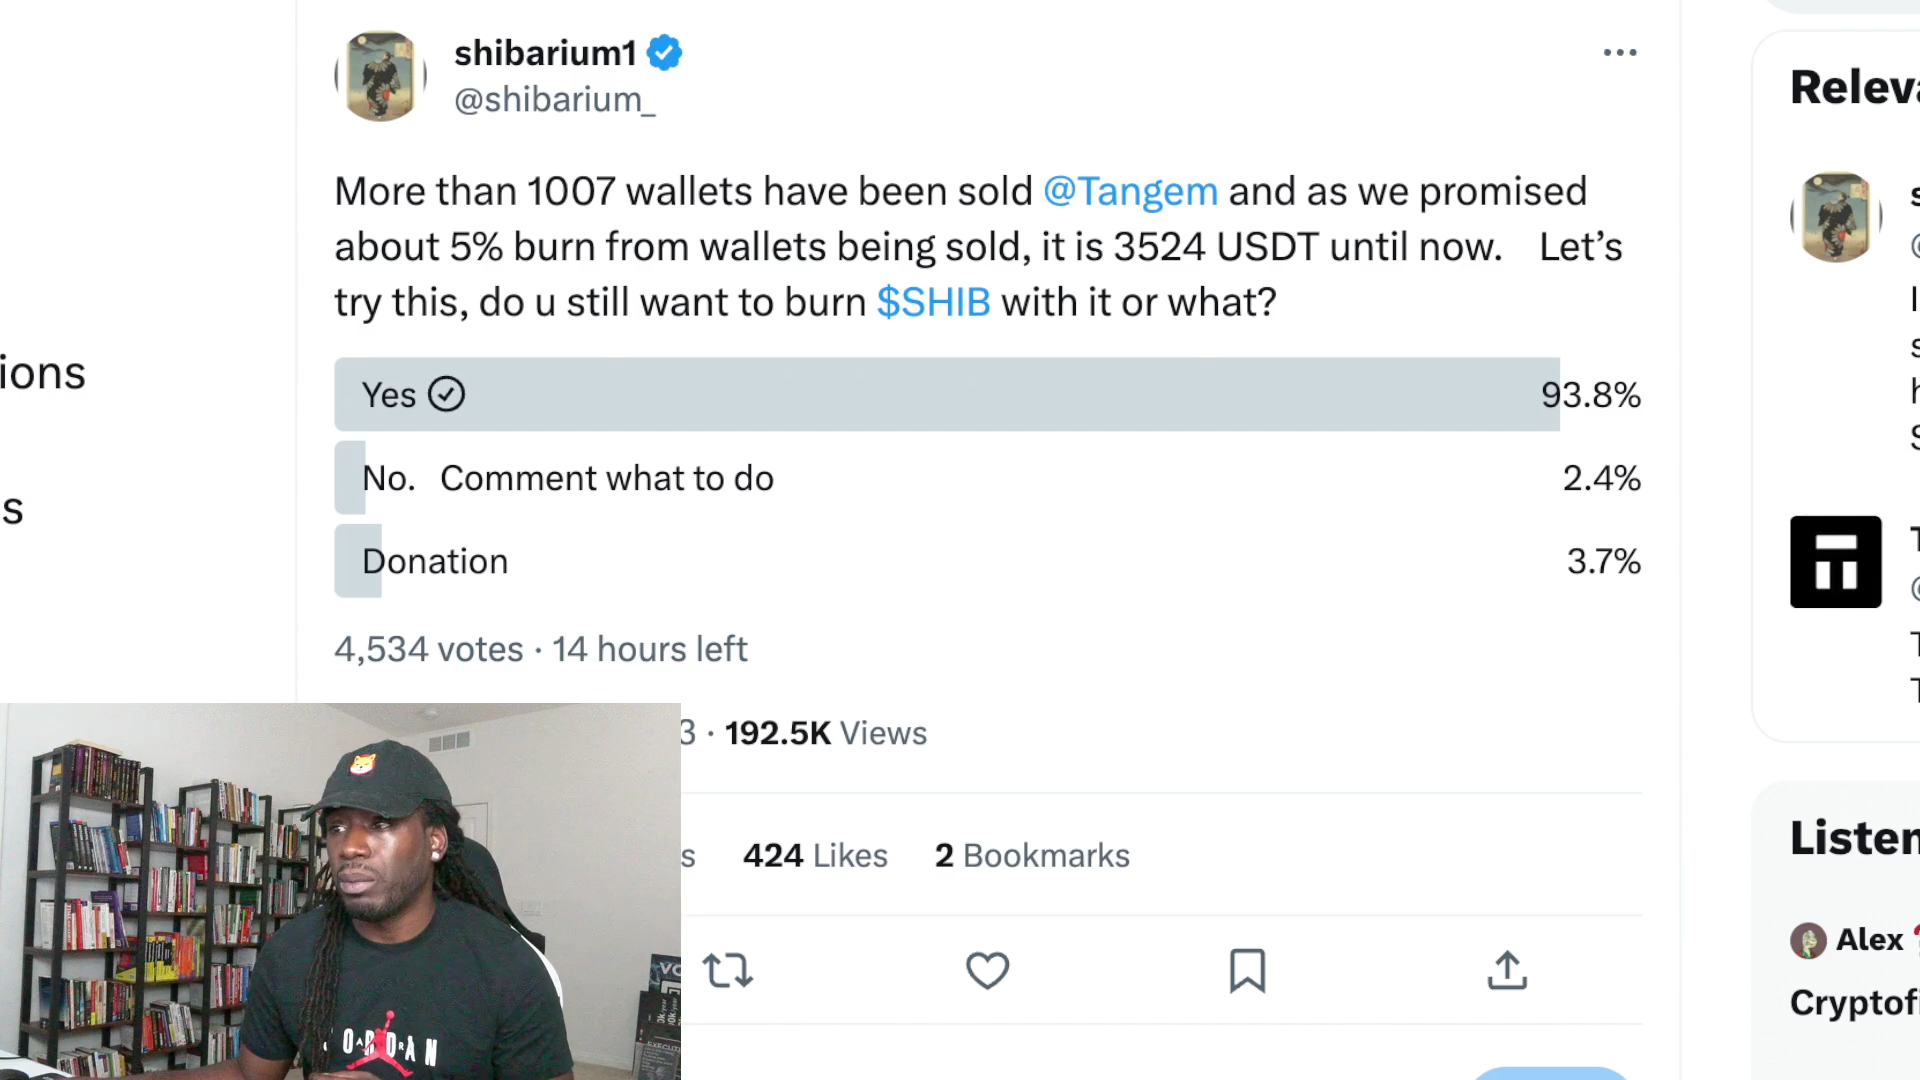 shibarium1
@shibarium_
More than 1007 wallets have been sold @Tangem and as we promised
about 5% burn from wallets being sold, it is 3524 USDT until now. Let’s
try this, do u still want to burn $SHIB with it or what?
Yes 93.8%
No. Comment what to do 2.4%
Donation 3.7%
4,534 votes · 14 hours left
3 · 192.5K Views
s 424 Likes 2 Bookmarks
ions
s
Releva
Listen
Alex
Cryptofi
JORDAN